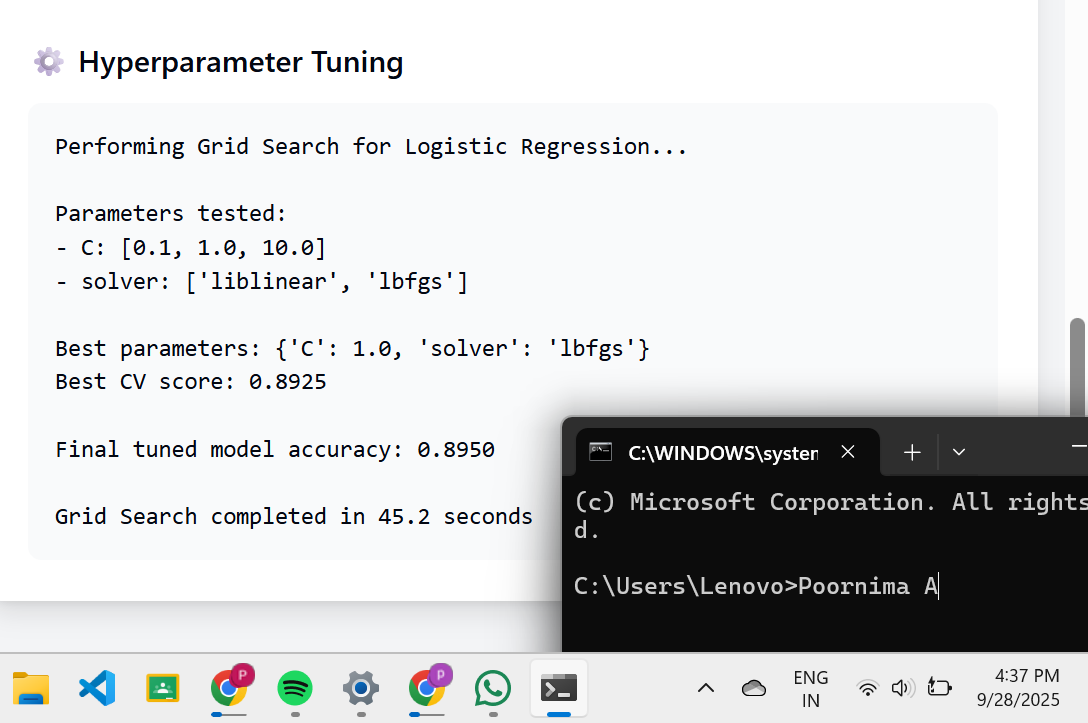 Hyperparameter Tuning
Performing Grid Search for Logistic Regression...
Parameters tested:
- C: [0.1, 1.0, 10.0]
- solver: ['liblinear', 'lbfgs']
Best parameters: {'C': 1.0, 'solver': 'lbfgs'}
Best CV score: 0.8925
Final tuned model accuracy: 0.8950
Grid Search completed in 45.2 seconds
C:\WINDOWS\system
(c) Microsoft Corporation. All rights
d.
C:\Users\Lenovo>Poornima A
P
P
ENG
IN
4:37 PM
9/28/2025